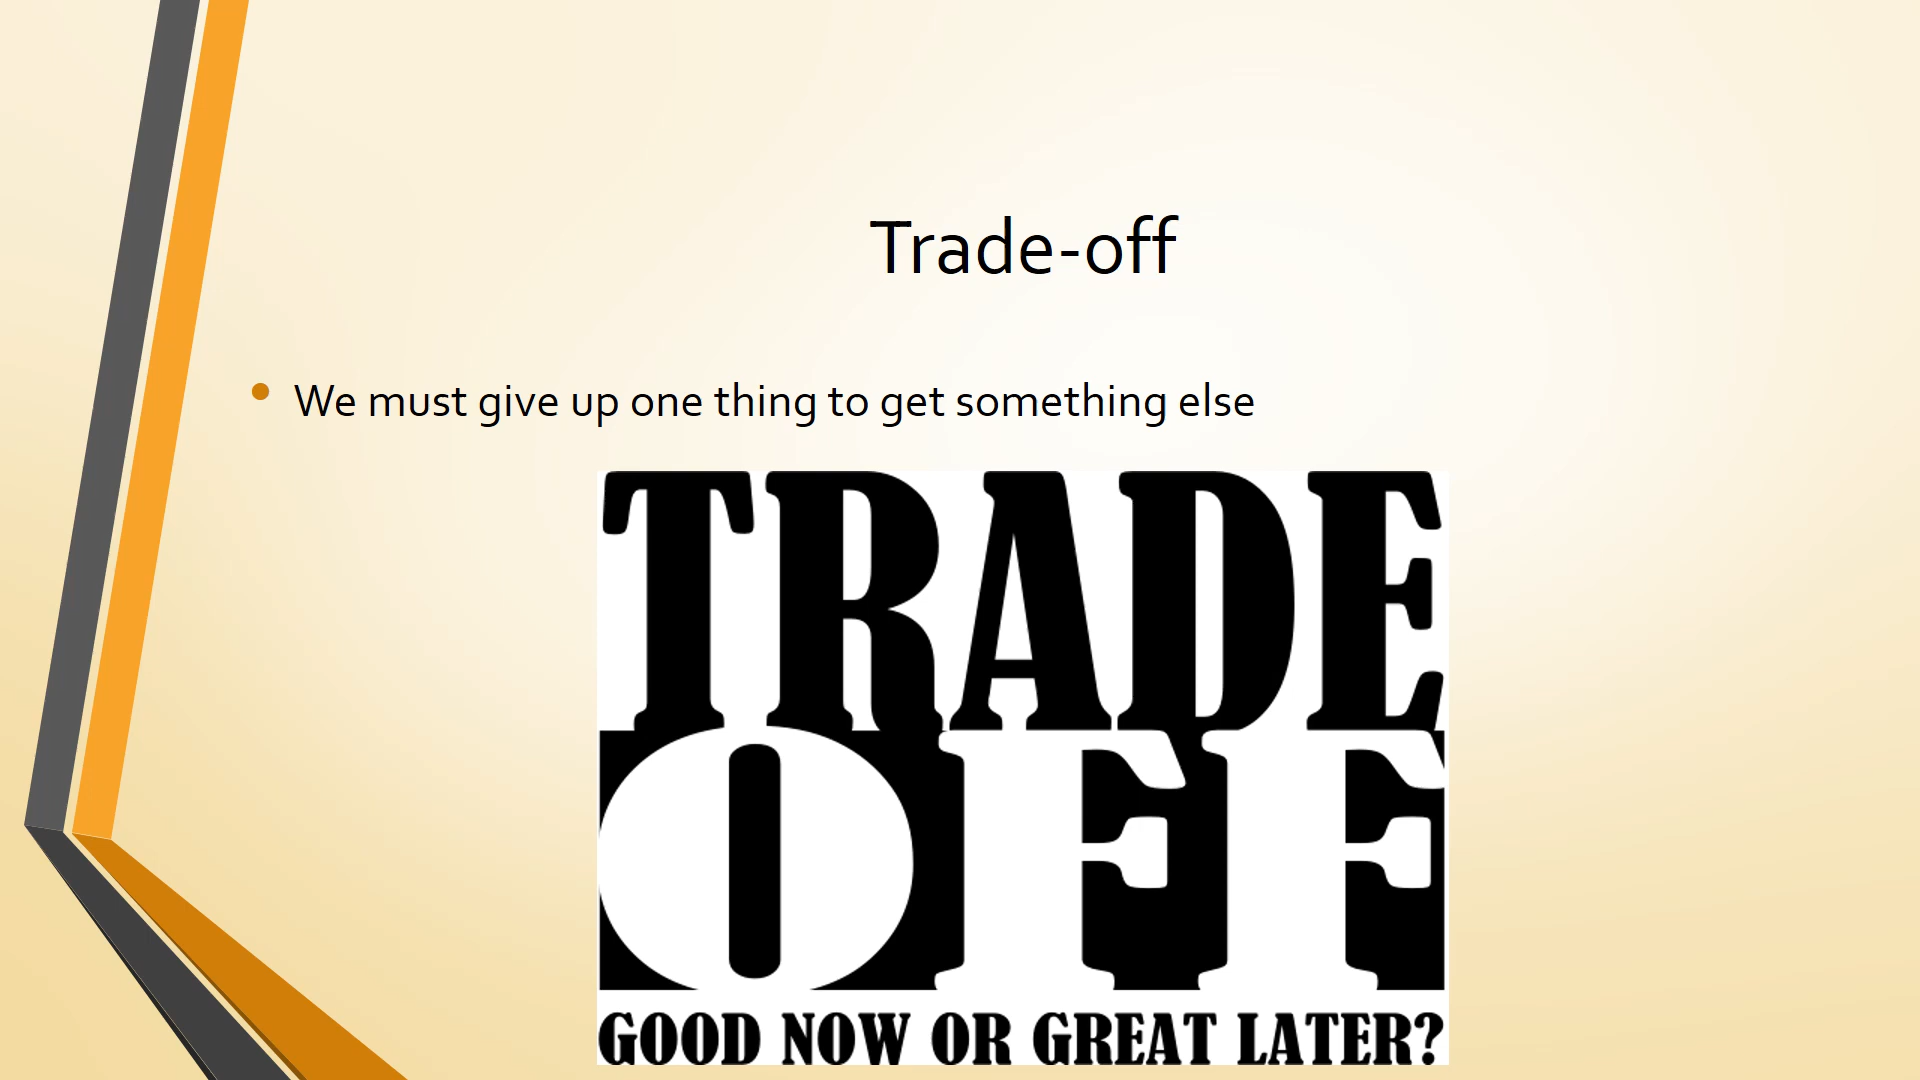 Trade-off
We must give up one thing to get something else
TRADE
OFF
GOOD NOW OR GREAT LATER?